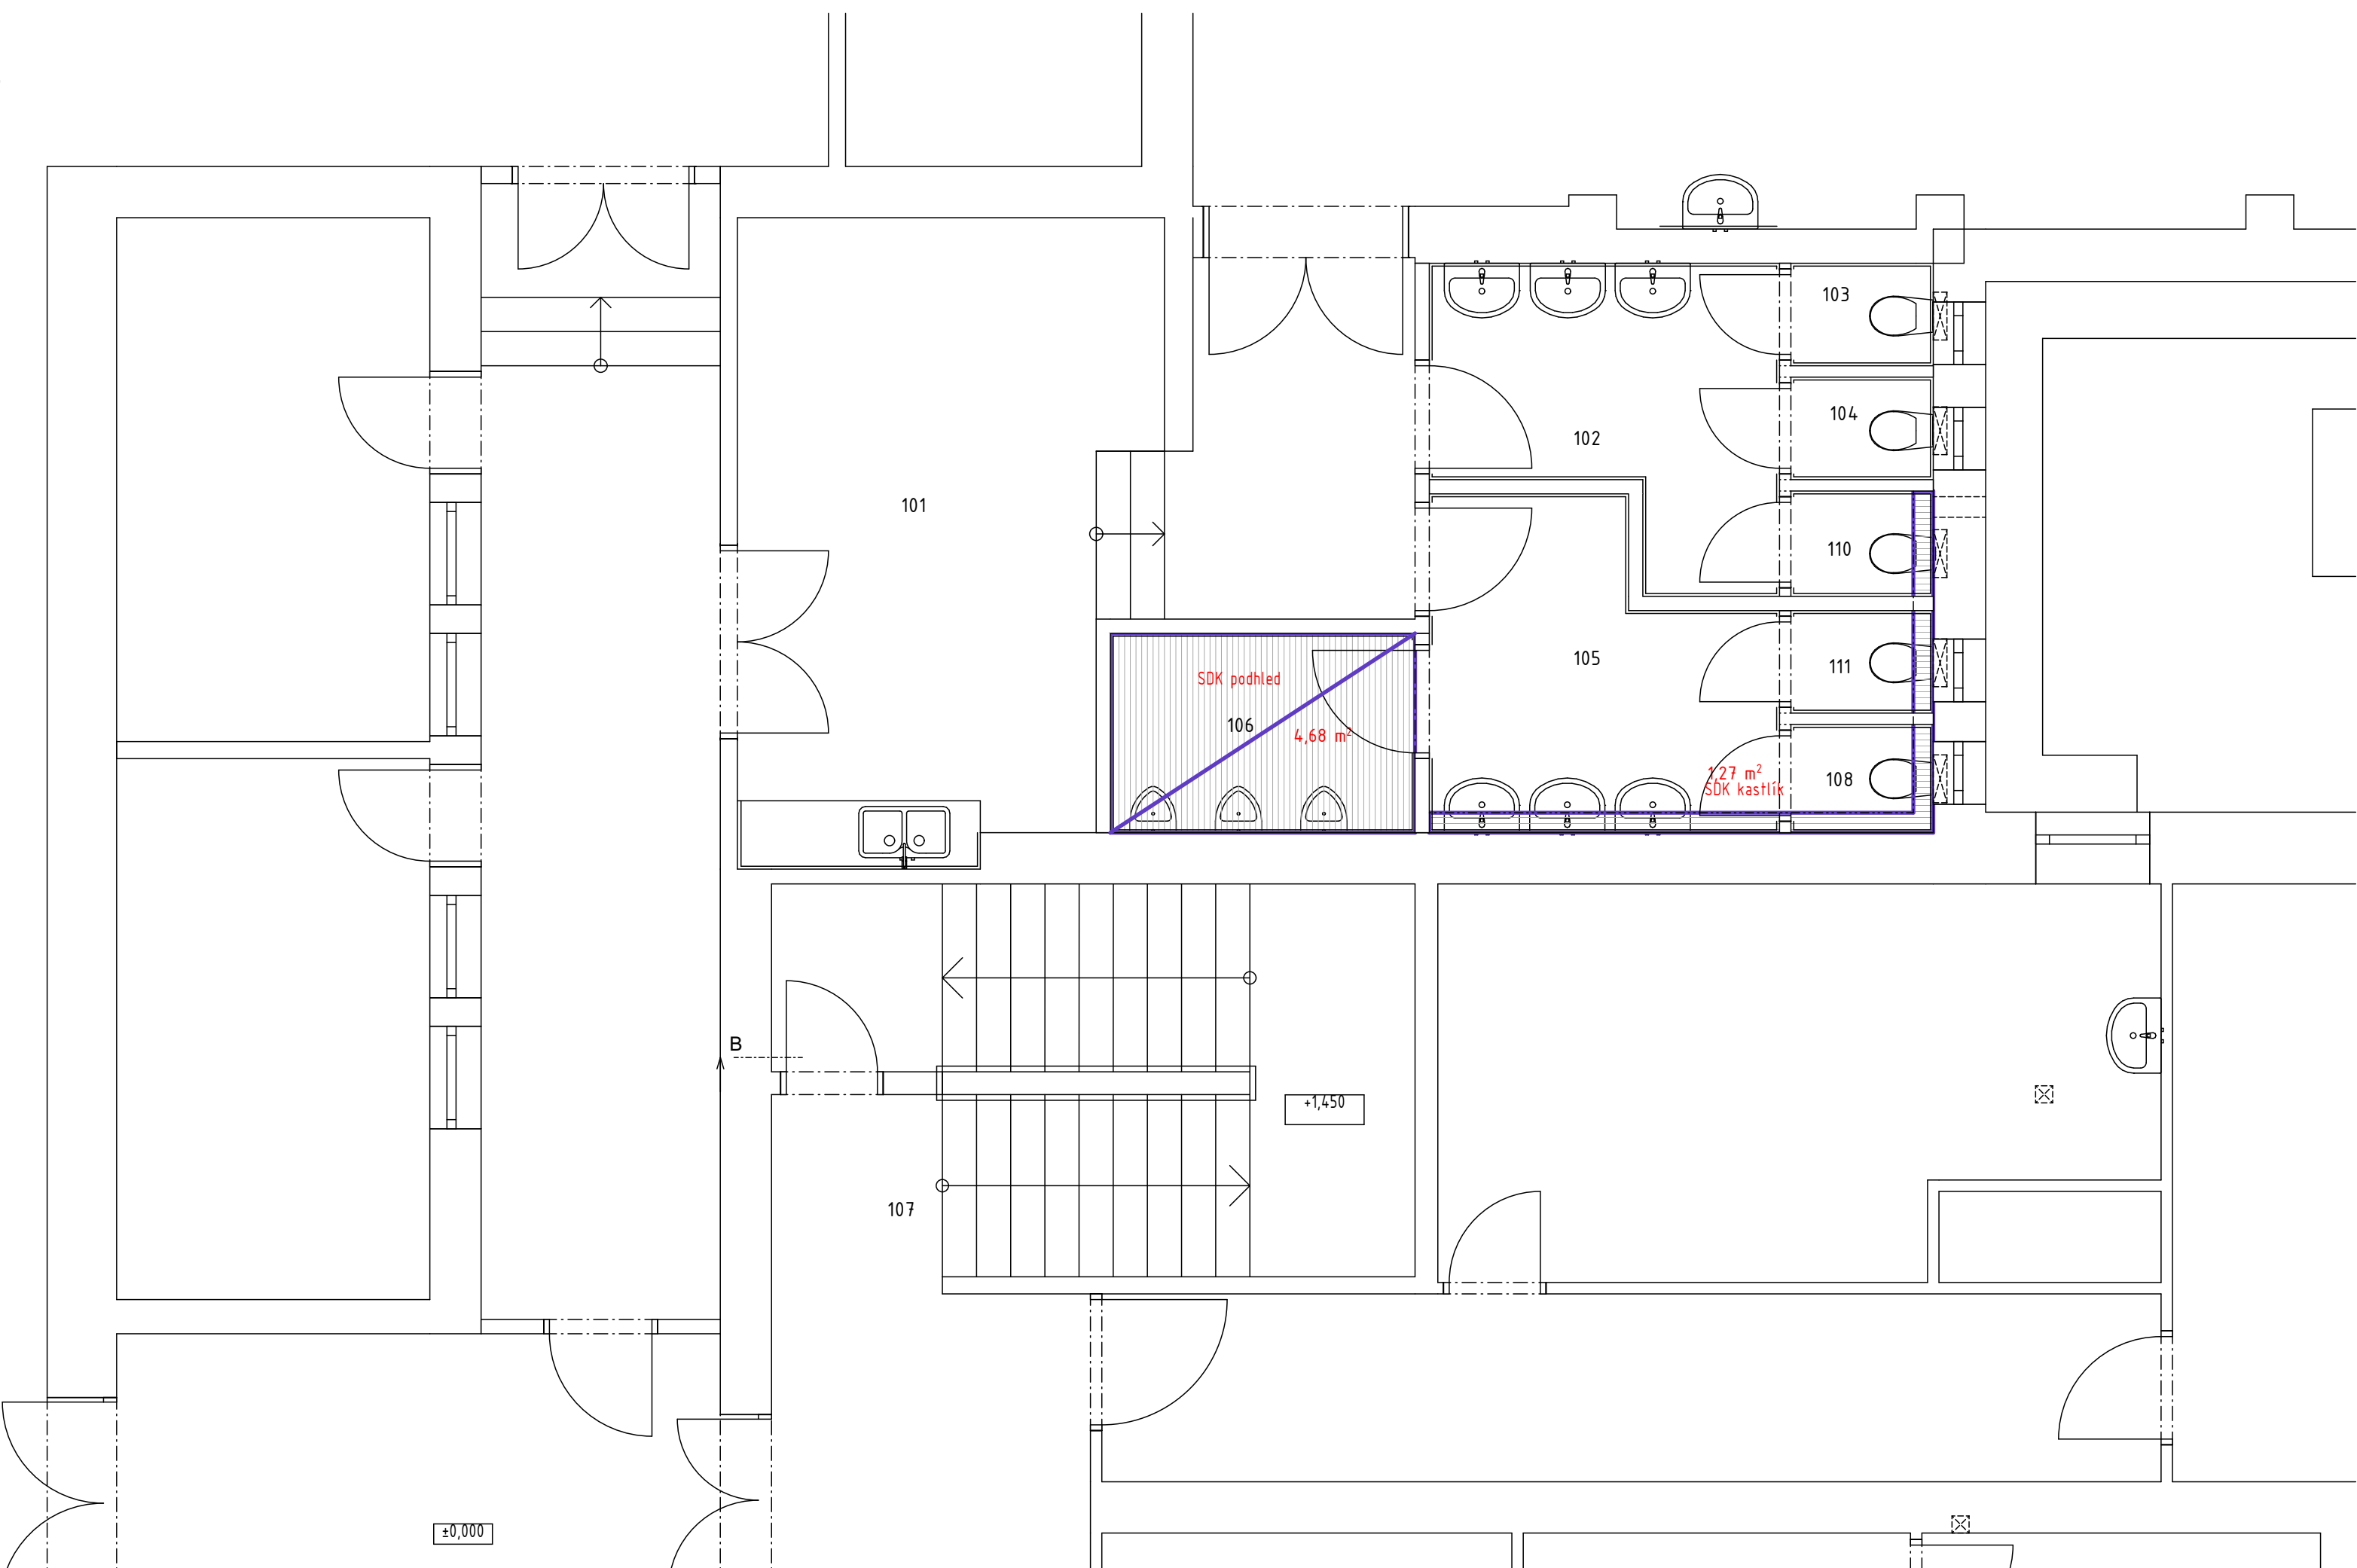 103
104
102
101
110
105
111
SDK podhled
106
4,68 m²
1,27 m²
SDK kastlík
108
B
+1,450
107
±0,000